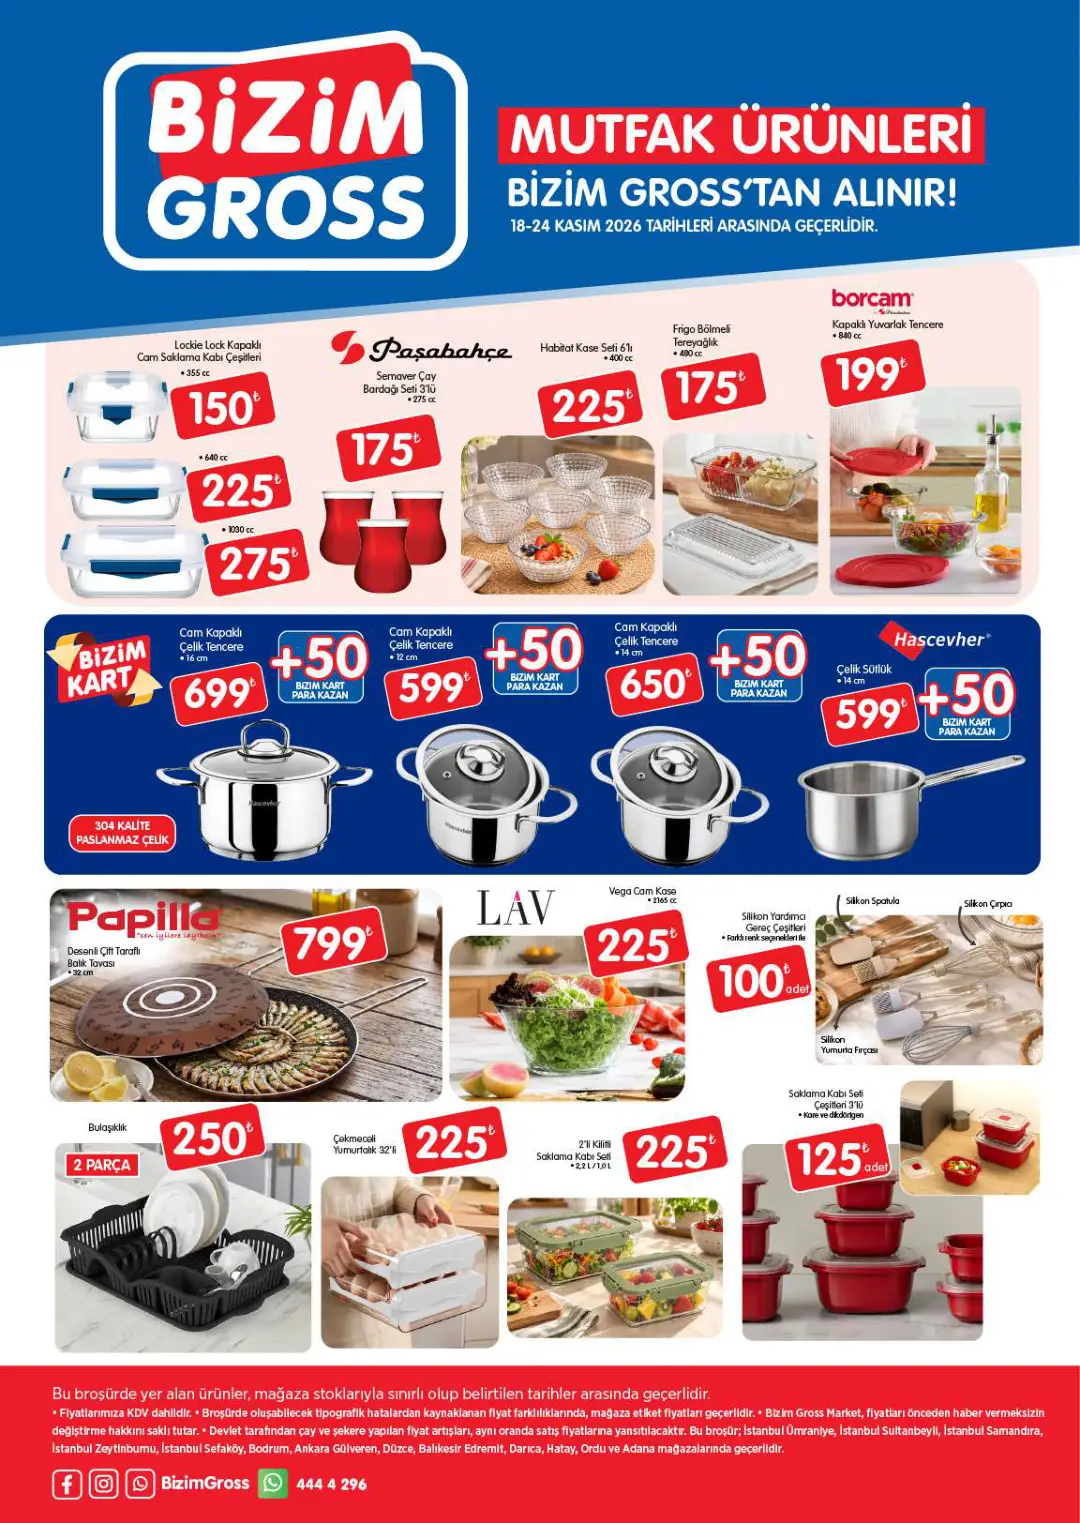 BİZİM
GROSS
MUTFAK ÜRÜNLERİ
BİZİM GROSS'TAN ALINIR!
18-24 KASIM 2026 TARİHLERİ ARASINDA GEÇERLİDİR.
Lockie Lock Kapaklı
Cam Saklama Kabı Çeşitleri
• 355 cc
150₺
• 640 cc
225₺
• 1030 cc
275₺
Paşabahçe
Semaver Çay
Bardağı Seti 3'lü
• 275 cc
175₺
Habitat Kase Seti 6'lı
• 400 cc
225₺
Frigo Bölmeli
Tereyağlık
• 480 cc
175₺
borcam
Paşabahçe
Kapaklı Yuvarlak Tencere
• 840 cc
199₺
BİZİM
KART
Cam Kapaklı
Çelik Tencere
• 16 cm
699₺
+50
BİZİM KART
PARA KAZAN
Cam Kapaklı
Çelik Tencere
• 12 cm
599₺
+50
BİZİM KART
PARA KAZAN
Cam Kapaklı
Çelik Tencere
• 14 cm
650₺
+50
BİZİM KART
PARA KAZAN
Hascevher®
Çelik Sütlük
• 14 cm
599₺
+50
BİZİM KART
PARA KAZAN
Hascevher
Hascevher
304 KALİTE
PASLANMAZ ÇELİK
Papilla
"sen iyilere layıksın"
Desenli Çift Taraflı
Balık Tavası
• 32 cm
799₺
LAV
Vega Cam Kase
• 2165 cc
225₺
Silikon Yardımcı
Gereç Çeşitleri
• Farklı renk seçenekleri ile
100₺
adet
Silikon Spatula
Silikon Çırpıcı
Silikon
Yumurta Fırçası
Bulaşıklık
250₺
2 PARÇA
Çekmeceli
Yumurtalık 32'li
225₺
2'li Kilitli
Saklama Kabı Seti
• 2,2 L / 1,0 L
225₺
Saklama Kabı Seti
Çeşitleri 3'lü
• Kare ve dikdörtgen
125₺
adet
Bu broşürde yer alan ürünler, mağaza stoklarıyla sınırlı olup belirtilen tarihler arasında geçerlidir.
• Fiyatlarımıza KDV dahildir. • Broşürde oluşabilecek tipografik hatalardan kaynaklanan fiyat farklılıklarında, mağaza etiket fiyatları geçerlidir. • Bizim Gross Market, fiyatları önceden haber vermeksizin
değiştirme hakkını saklı tutar. • Devlet tarafından çay ve şekere yapılan fiyat artışları, aynı oranda satış fiyatlarına yansıtılacaktır. Bu broşür; İstanbul Ümraniye, İstanbul Sultanbeyli, İstanbul Samandıra,
İstanbul Zeytinburnu, İstanbul Sefaköy, Bodrum, Ankara Gülveren, Düzce, Balıkesir Edremit, Darıca, Hatay, Ordu ve Adana mağazalarında geçerlidir.
BizimGross 444 4 296